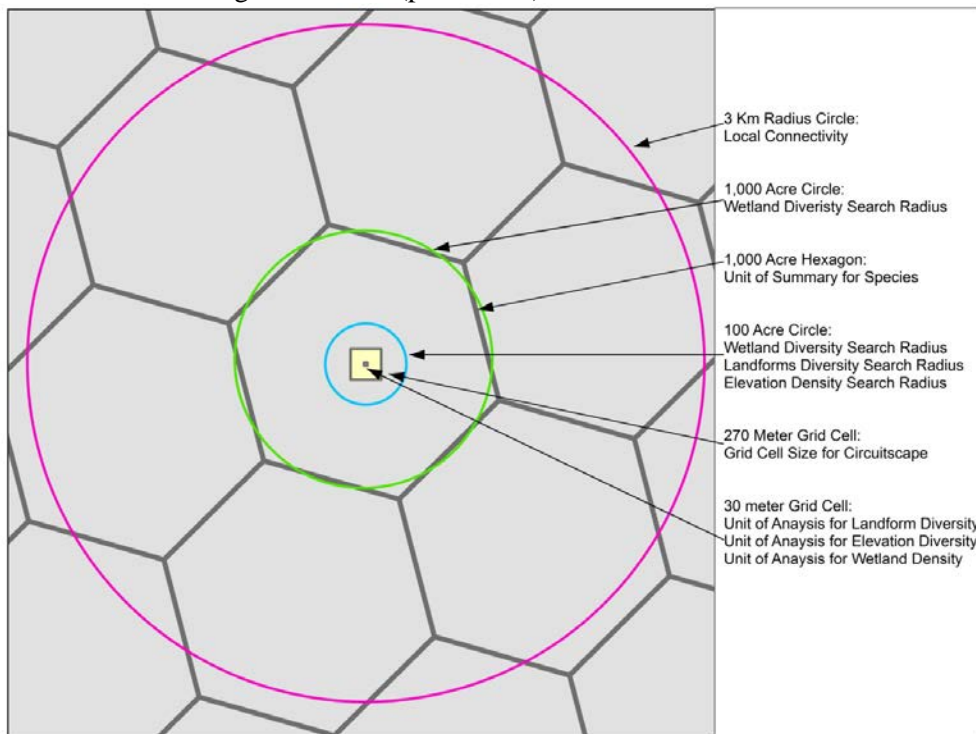 3 Km Radius Circle:
Local Connectivity
1,000 Acre Circle:
Wetland Diveristy Search Radius
1,000 Acre Hexagon:
Unit of Summary for Species
100 Acre Circle:
Wetland Diversity Search Radius
Landforms Diversity Search Radius
Elevation Density Search Radius
270 Meter Grid Cell:
Grid Cell Size for Circuitscape
30 meter Grid Cell:
Unit of Anaysis for Landform Diversity
Unit of Anaysis for Elevation Diversity
Unit of Anaysis for Wetland Density